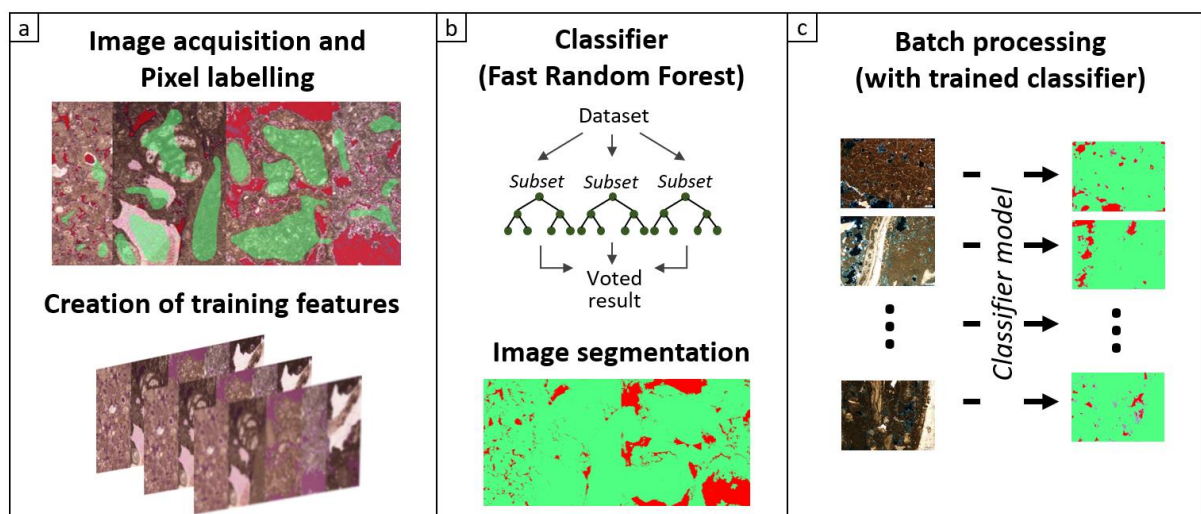 a
Image acquisition and
Pixel labelling
Creation of training features
b
Classifier
(Fast Random Forest)
Dataset
Subset Subset Subset
Voted
result
Image segmentation
c
Batch processing
(with trained classifier)
Classifier model